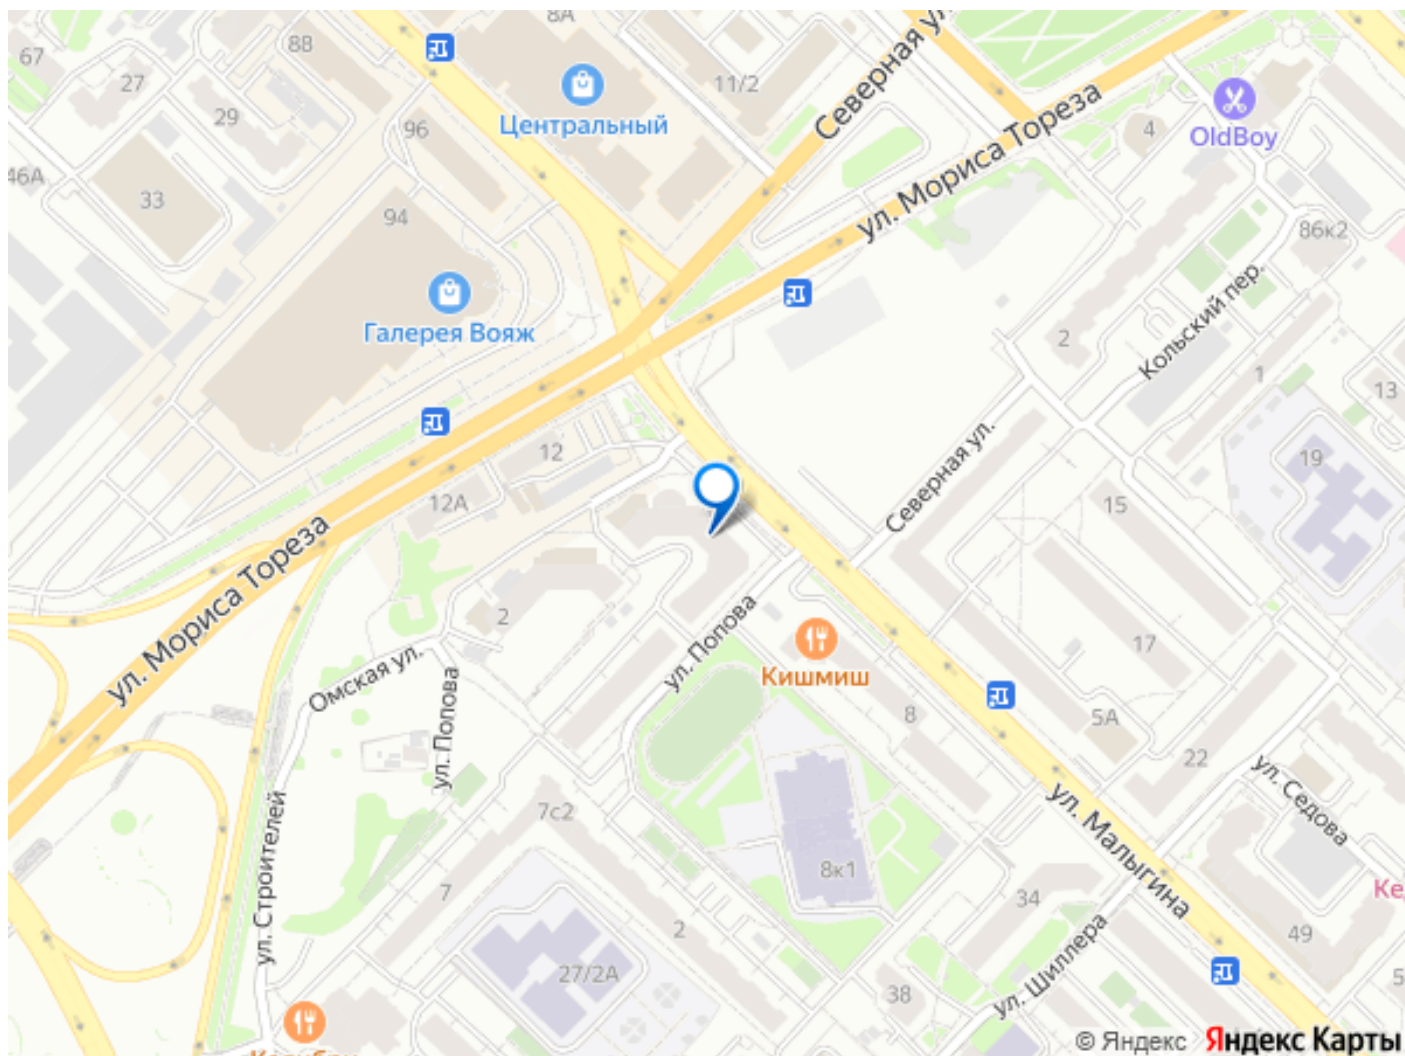 8А
88
67
27
11/2
Северная ул.
29
96
Центральный
ул. Мориса Тореза
4
OldBoy
46А
33
94
86к2
Галерея Вояж
Кольский пер.
2
1
13
12
Северная ул.
19
12А
15
ул. Мориса Тореза
ул. Попова
2
17
Омская ул.
Кишмиш
ул. Попова
8
5А
22
ул. Седова
7с2
ул. Строителей
ул. Малыгина
8к1
7
34
2
49
27/2А
ул. Шиллера
38
© Яндекс Яндекс Карты